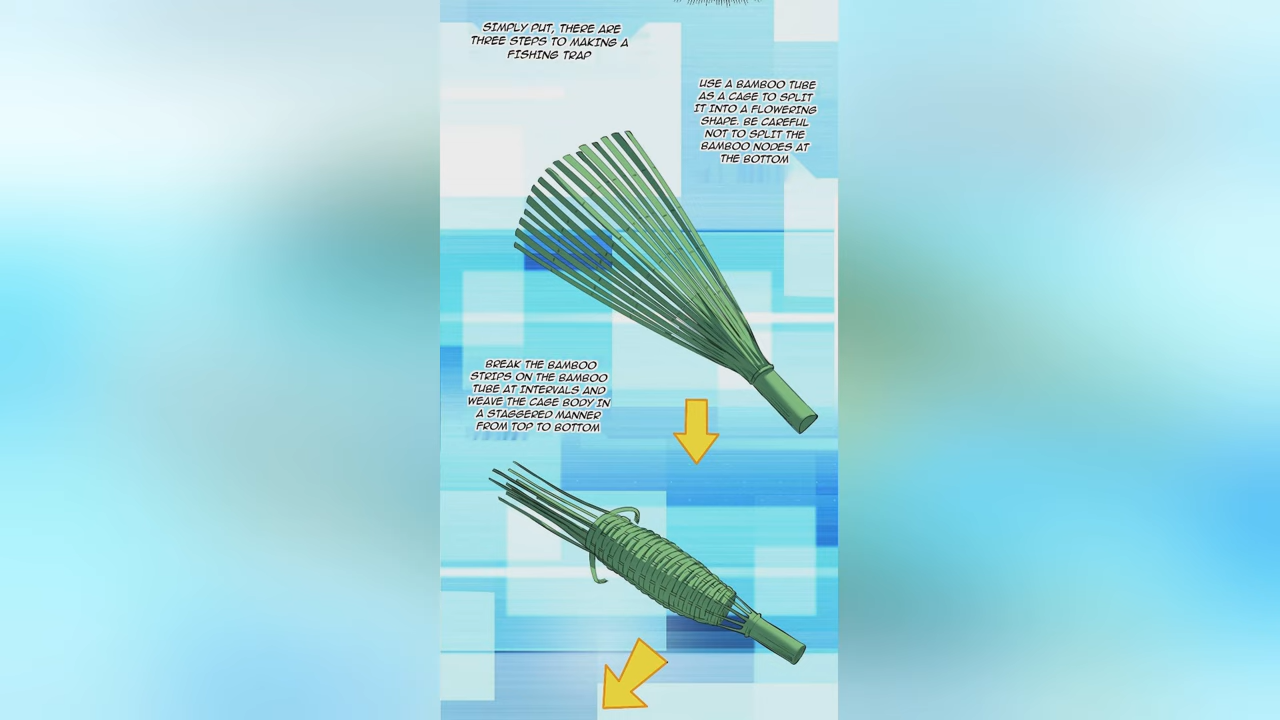 SIMPLY PUT, THERE ARE
THREE STEPS TO MAKING A
FISHING TRAP
USE A BAMBOO TUBE
AS A CAGE TO SPLIT
IT INTO A FLOWERING
SHAPE. BE CAREFUL
NOT TO SPLIT THE
BAMBOO NODES AT
THE BOTTOM
BREAK THE BAMBOO
STRIPS ON THE BAMBOO
TUBE AT INTERVALS AND
WEAVE THE CAGE BODY IN
A STAGGERED MANNER
FROM TOP TO BOTTOM